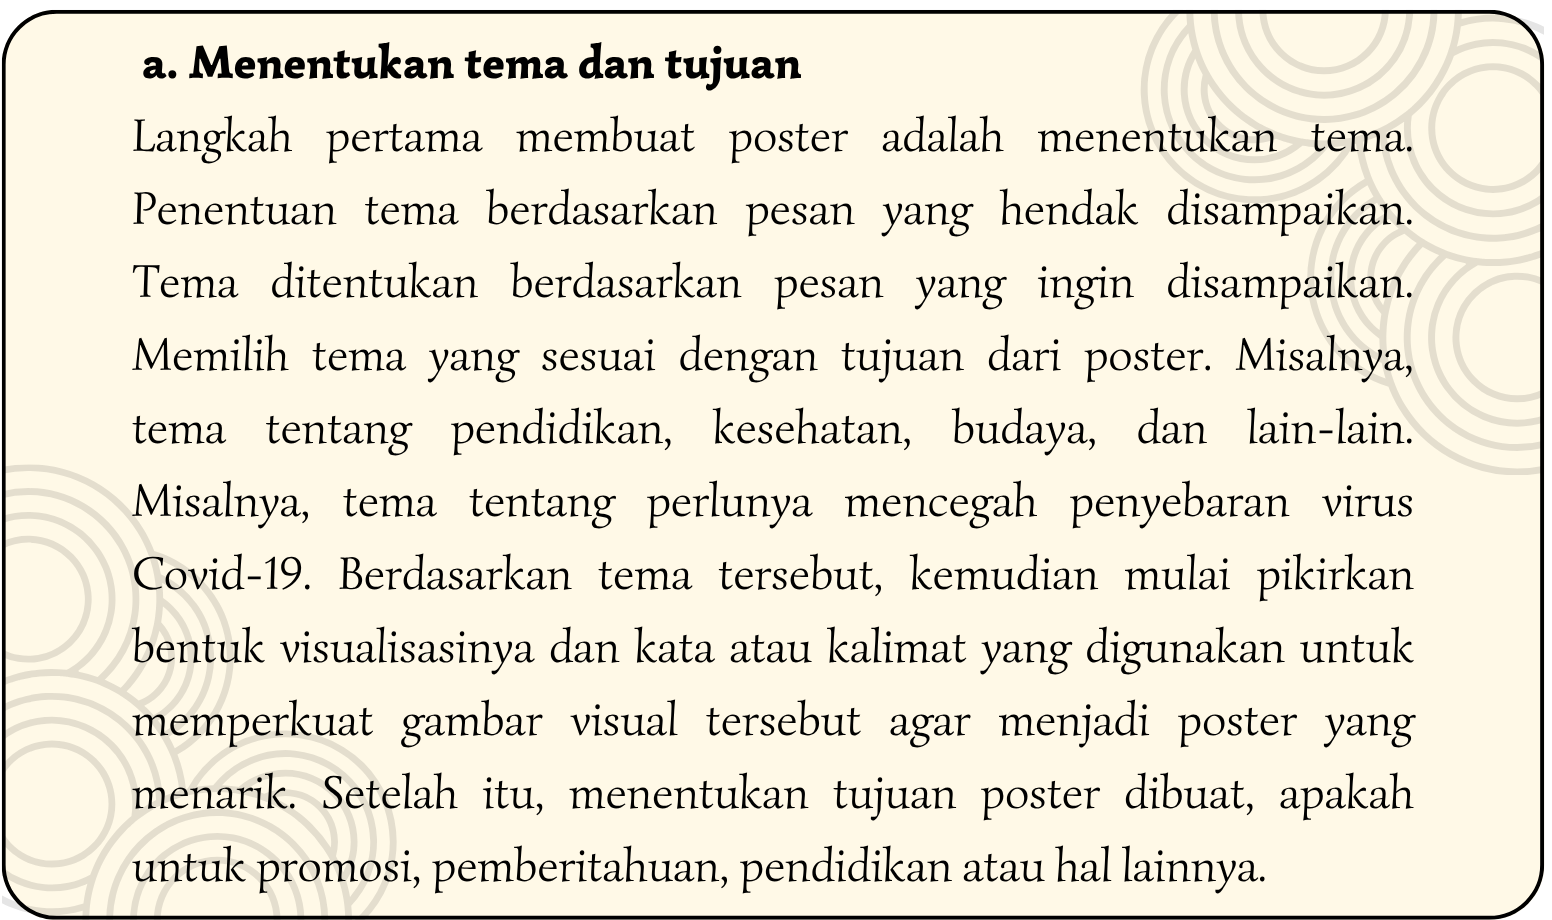 a. Menentukan tema dan tujuan
Langkah pertama membuat poster adalah menentukan tema.
Penentuan tema berdasarkan pesan yang hendak disampaikan.
Tema ditentukan berdasarkan pesan yang ingin disampaikan.
Memilih tema yang sesuai dengan tujuan dari poster. Misalnya,
tema tentang pendidikan, kesehatan, budaya, dan lain-lain.
Misalnya, tema tentang perlunya mencegah penyebaran virus
Covid-19. Berdasarkan tema tersebut, kemudian mulai pikirkan
bentuk visualisasinya dan kata atau kalimat yang digunakan untuk
memperkuat gambar visual tersebut agar menjadi poster yang
menarik. Setelah itu, menentukan tujuan poster dibuat, apakah
untuk promosi, pemberitahuan, pendidikan atau hal lainnya.